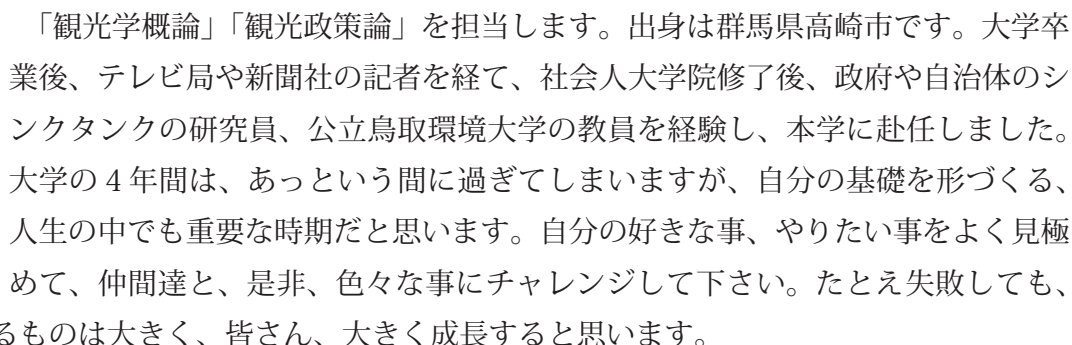 「観光学概論」「観光政策論」を担当します。出身は群馬県高崎市です。大学卒
業後、テレビ局や新聞社の記者を経て、社会人大学院修了後、政府や自治体のシ
ンクタンクの研究員、公立鳥取環境大学の教員を経験し、本学に赴任しました。
大学の 4 年間は、あっという間に過ぎてしまいますが、自分の基礎を形づくる、
人生の中でも重要な時期だと思います。自分の好きな事、やりたい事をよく見極
めて、仲間達と、是非、色々な事にチャレンジして下さい。たとえ失敗しても、
るものは大きく、皆さん、大きく成長すると思います。